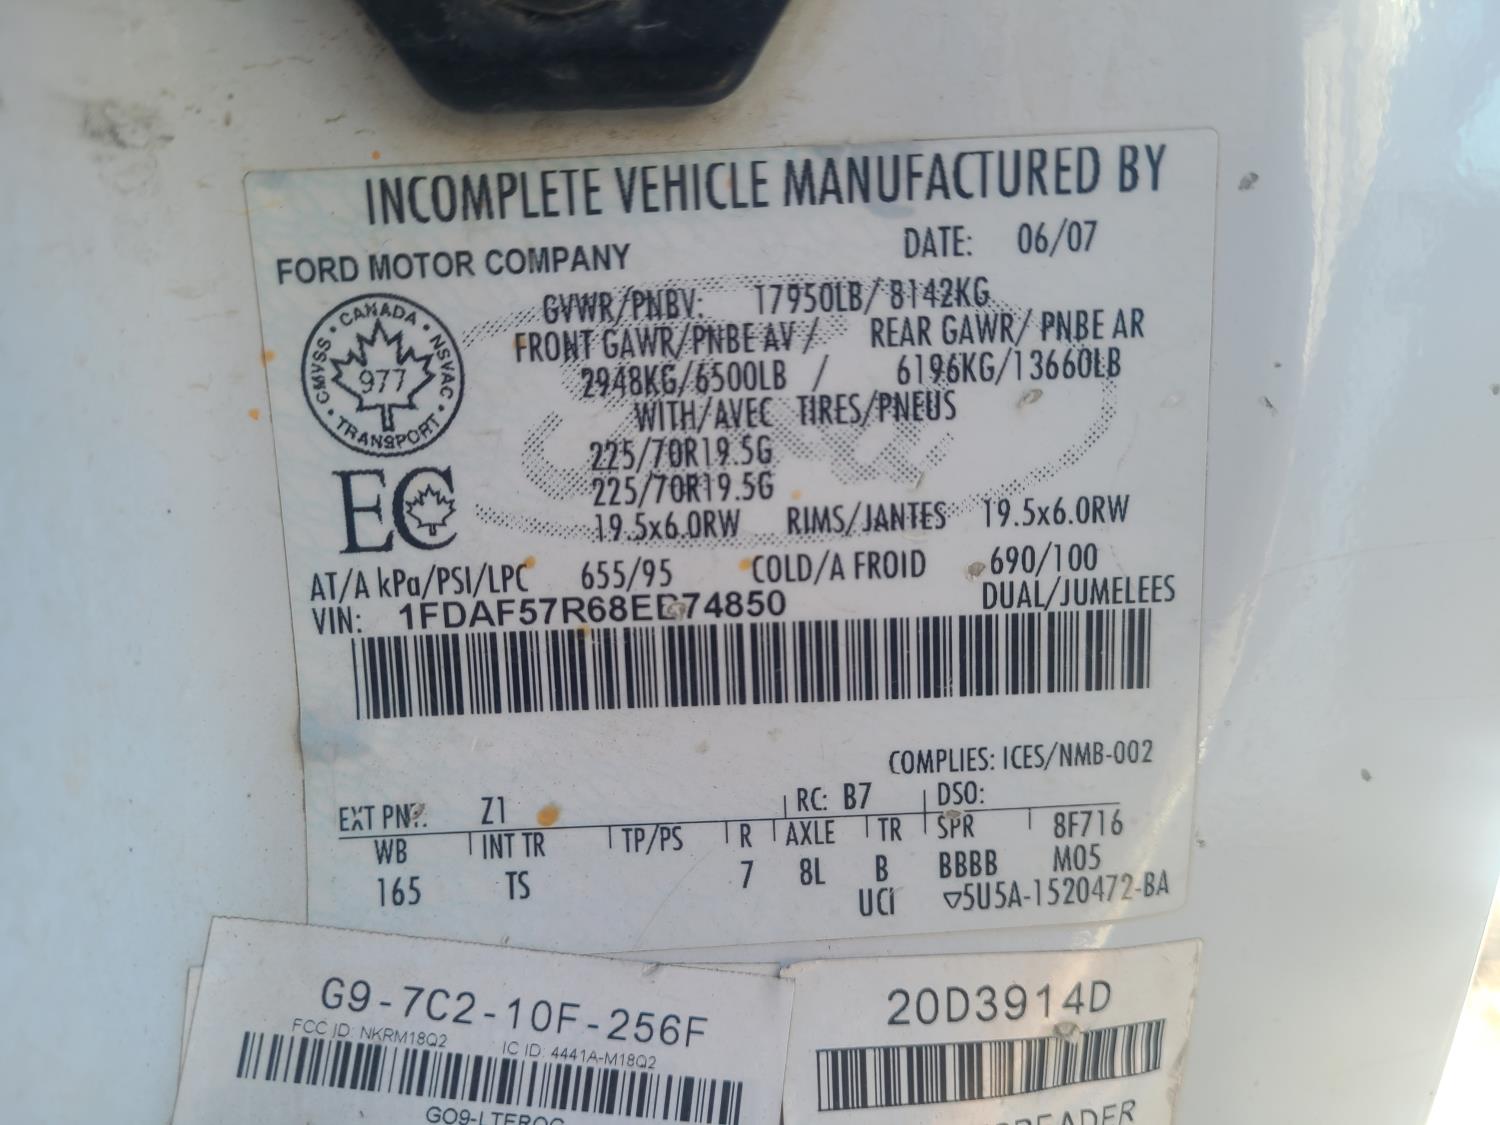 INCOMPLETE VEHICLE MANUFACTURED BY
FORD MOTOR COMPANY DATE: 06/07
GVWR/PNBV: 17950LB/ 8142KG
FRONT GAWR/PNBE AV / REAR GAWR/ PNBE AR
2948KG/6500LB / 6196KG/13660LB
WITH/AVEC TIRES/PNEUS
225/70R19.5G
225/70R19.5G
19.5x6.0RW RIMS/JANTES 19.5x6.0RW
CANADA
CMVSS NSVAC
977
TRANSPORT
EC
AT/A kPa/PSI/LPC 655/95 COLD/A FROID 690/100
VIN: DUAL/JUMELEES
COMPLIES: ICES/NMB-002
EXT PNT: Z1 RC: B7 DSO:
WB INT TR TP/PS R AXLE TR SPR 8F716
165 TS 7 8L B BBBB M05
UCI ▽5U5A-1520472-BA
G9-7C2-10F-256F
FCC ID: NKRM18Q2 IC ID: 4441A-M18Q2
20D3914D